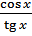 cos x
tg x